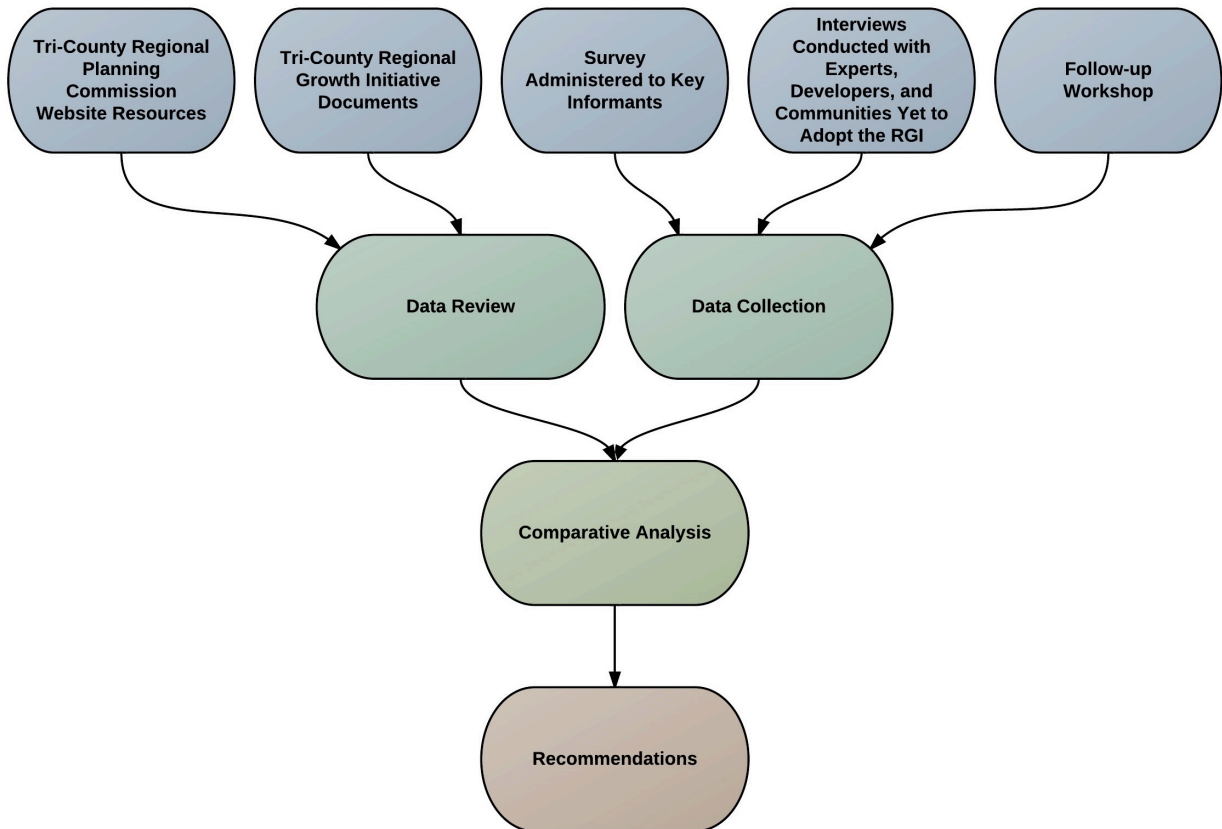 Tri-County Regional
Planning
Commission
Website Resources
Tri-County Regional
Growth Initiative
Documents
Survey
Administered to Key
Informants
Interviews
Conducted with
Experts,
Developers, and
Communities Yet to
Adopt the RGI
Follow-up
Workshop
Data Review
Data Collection
Comparative Analysis
Recommendations